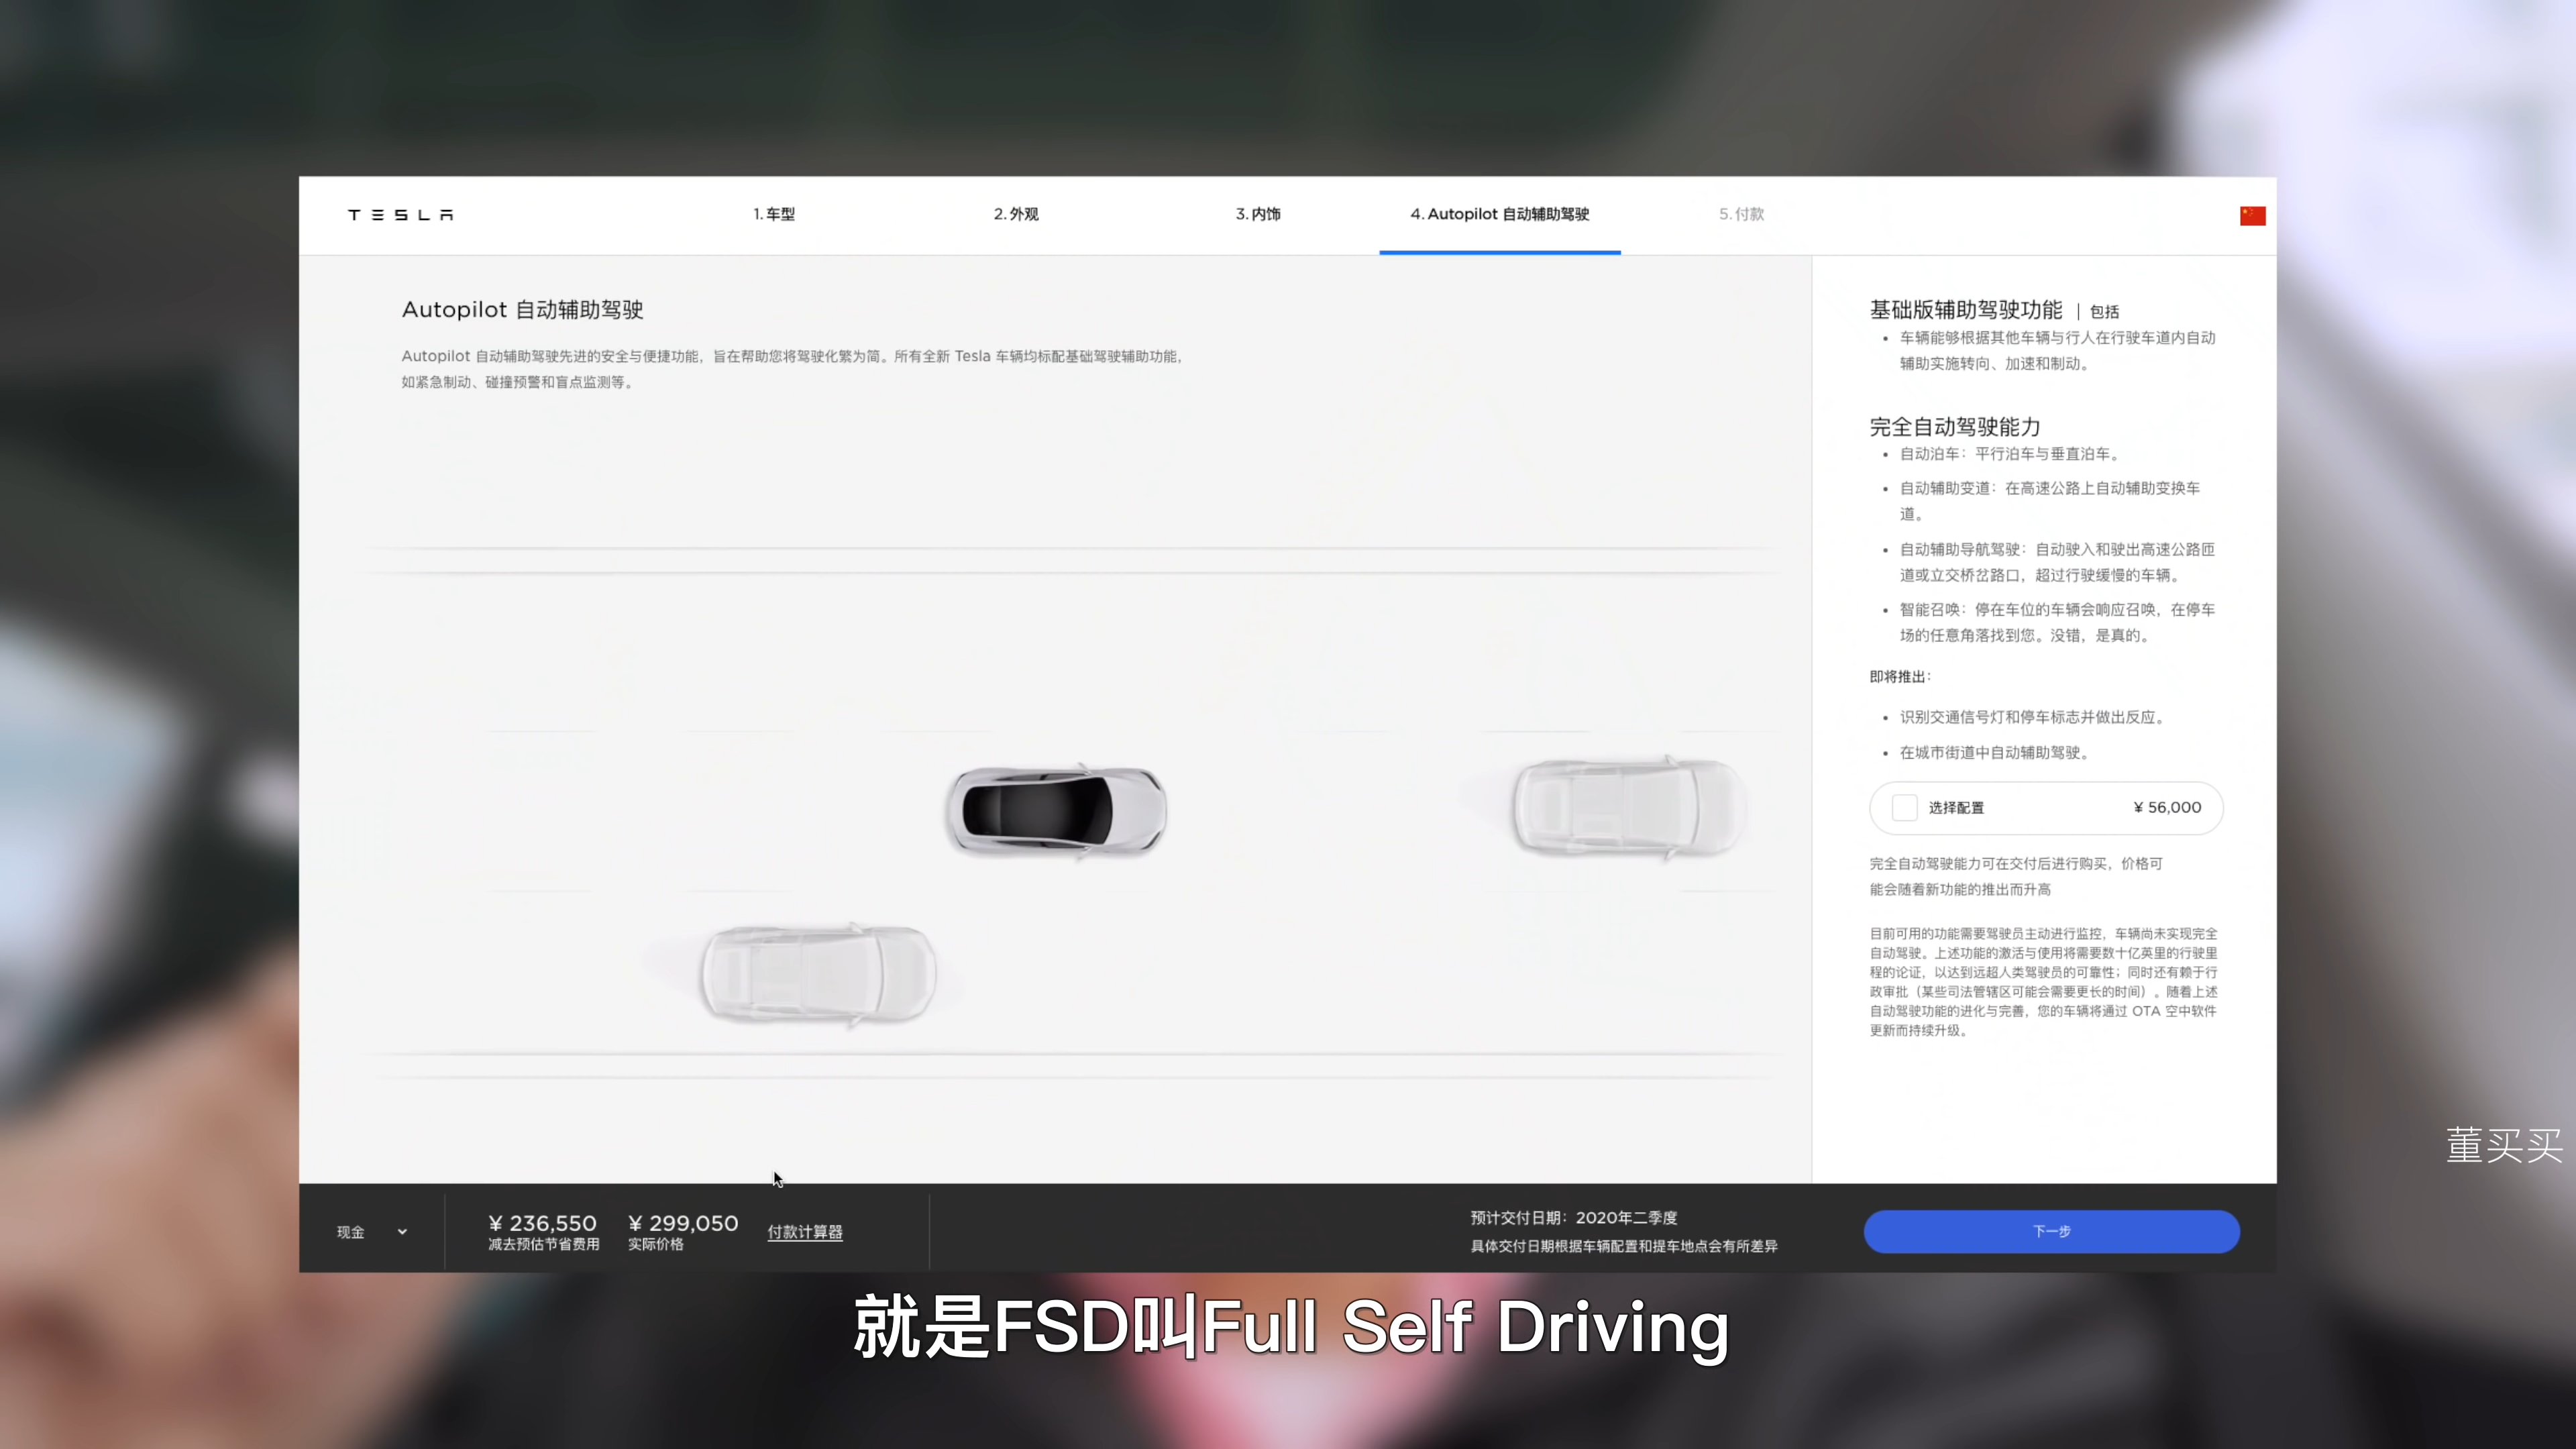 TESLA
1. 车型
2. 外观
3. 内饰
4. Autopilot 自动辅助驾驶
5. 付款
Autopilot 自动辅助驾驶
Autopilot 自动辅助驾驶先进的安全与便捷功能，旨在帮助您将驾驶化繁为简。所有全新 Tesla 车辆均标配基础驾驶辅助功能，
如紧急制动、碰撞预警和盲点监测等。
基础版辅助驾驶功能 | 包括
• 车辆能够根据其他车辆与行人在行驶车道内自动
辅助实施转向、加速和制动。
完全自动驾驶能力
• 自动泊车：平行泊车与垂直泊车。
• 自动辅助变道：在高速公路上自动辅助变换车
道。
• 自动辅助导航驾驶：自动驶入和驶出高速公路匝
道或立交桥岔路口，超过行驶缓慢的车辆。
• 智能召唤：停在车位的车辆会响应召唤，在停车
场的任意角落找到您。没错，是真的。
即将推出：
• 识别交通信号灯和停车标志并做出反应。
• 在城市街道中自动辅助驾驶。
选择配置 ¥ 56,000
完全自动驾驶能力可在交付后进行购买，价格可
能会随着新功能的推出而升高
目前可用的功能需要驾驶员主动进行监控，车辆尚未实现完全
自动驾驶。上述功能的激活与使用将需要数十亿英里的行驶里
程的论证，以达到远超人类驾驶员的可靠性；同时还有赖于行
政审批（某些司法管辖区可能会需要更长的时间）。随着上述
自动驾驶功能的进化与完善，您的车辆将通过 OTA 空中软件
更新而持续升级。
董买买
现金
¥ 236,550
减去预估节省费用
¥ 299,050
实际价格
付款计算器
预计交付日期：2020年二季度
具体交付日期根据车辆配置和提车地点会有所差异
下一步
就是FSD叫Full Self Driving